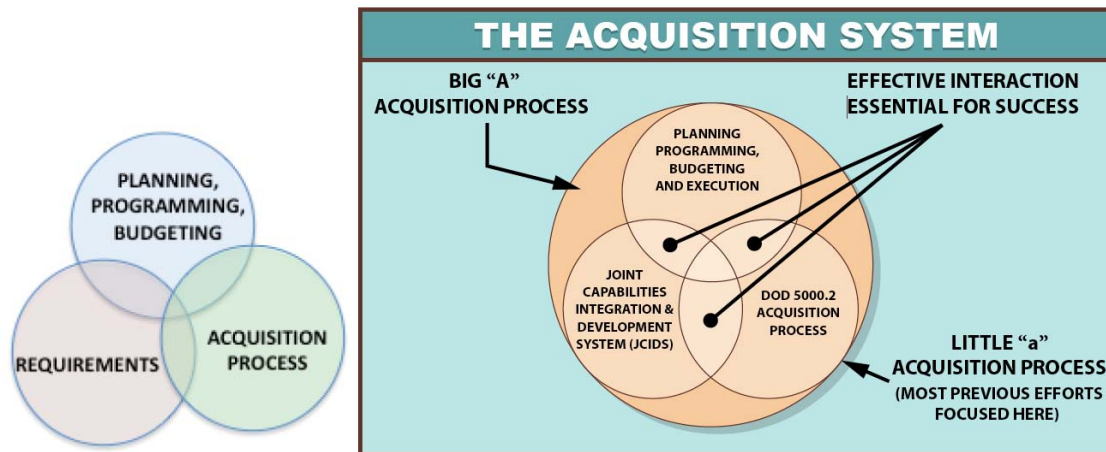 PLANNING,
PROGRAMMING,
BUDGETING
REQUIREMENTS
ACQUISITION
PROCESS
THE ACQUISITION SYSTEM
BIG “A”
ACQUISITION PROCESS
EFFECTIVE INTERACTION
ESSENTIAL FOR SUCCESS
PLANNING
PROGRAMMING,
BUDGETING
AND EXECUTION
JOINT
CAPABILITIES
INTEGRATION &
DEVELOPMENT
SYSTEM (JCIDS)
DOD 5000.2
ACQUISITION
PROCESS
LITTLE “a”
ACQUISITION PROCESS
(MOST PREVIOUS EFFORTS
FOCUSED HERE)